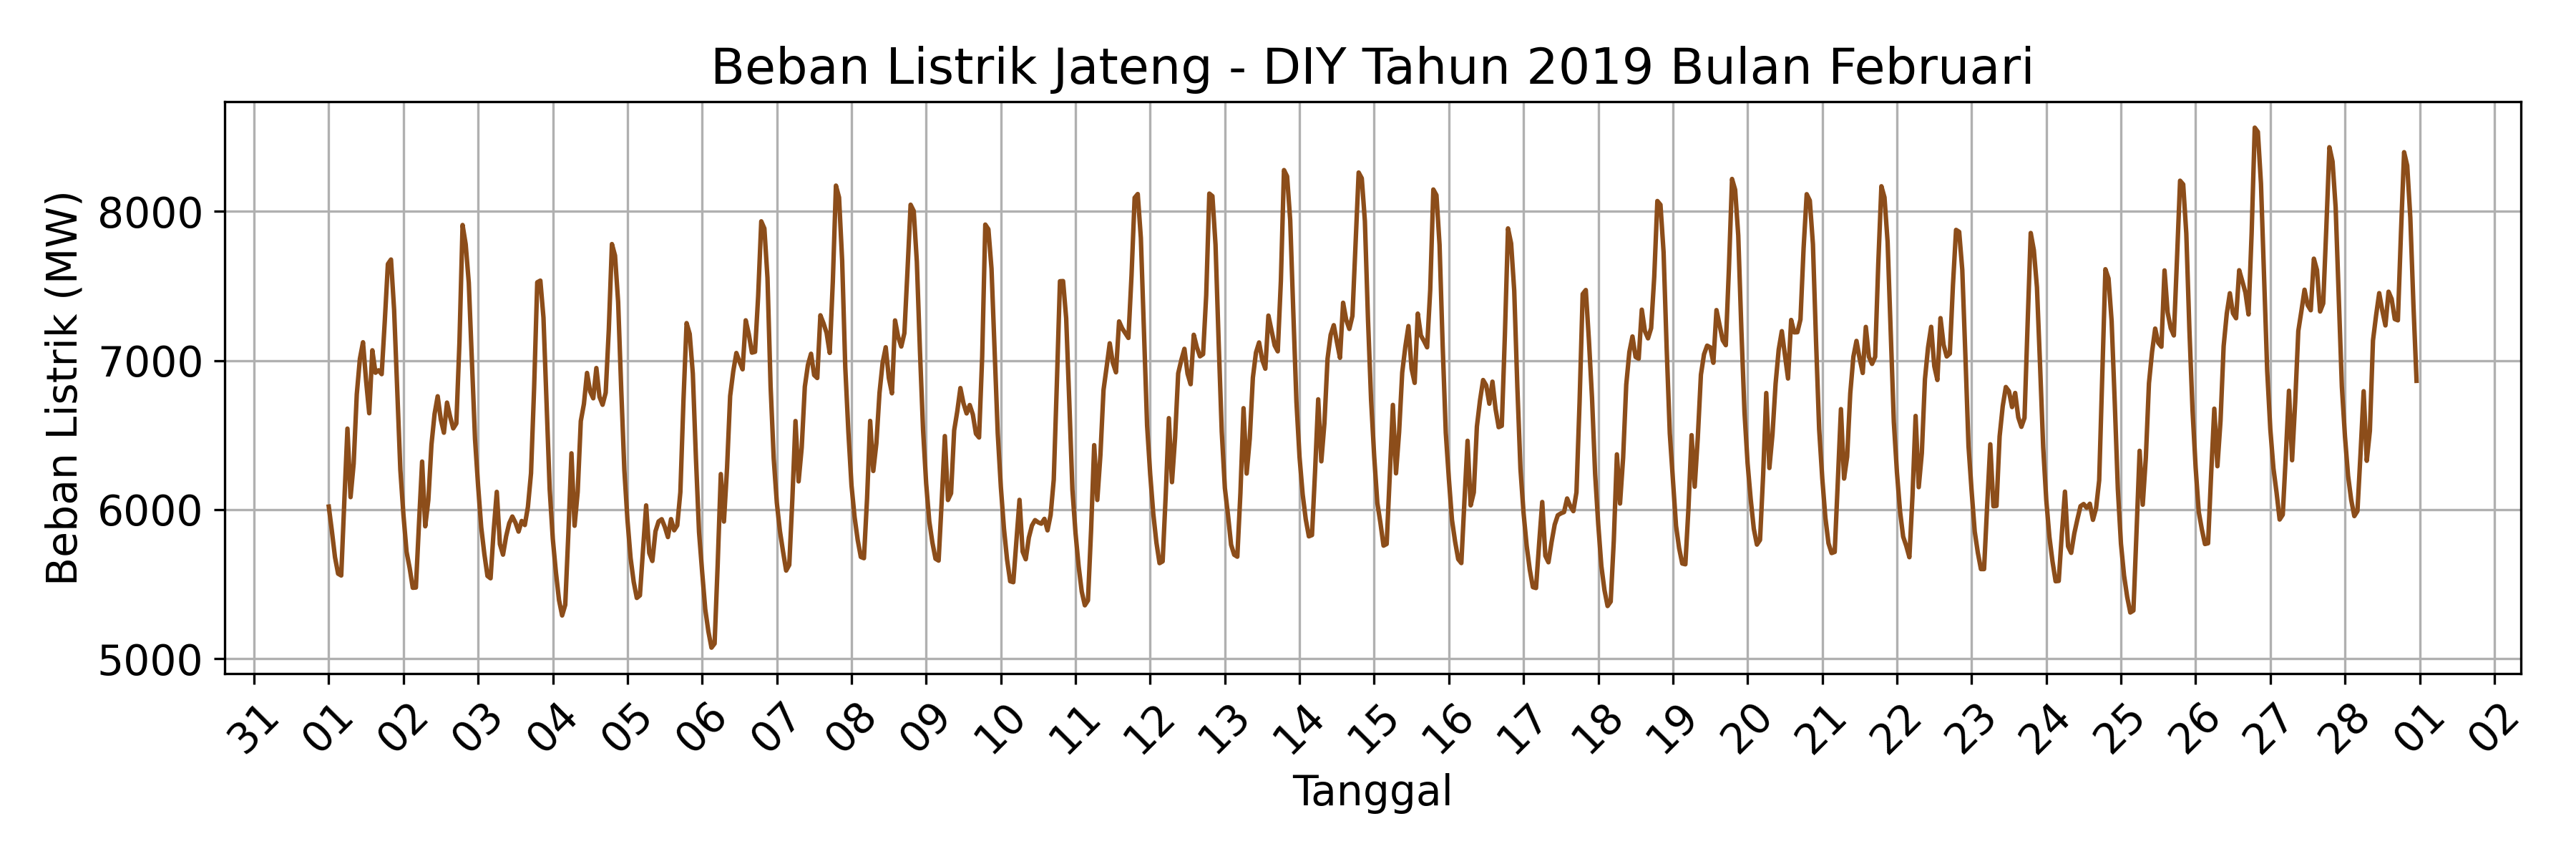 Beban Listrik Jateng - DIY Tahun 2019 Bulan Februari
Beban Listrik (MW)
8000
7000
6000
5000
31 01 02 03 04 05 06 07 08 09 10 11 12 13 14 15 16 17 18 19 20 21 22 23 24 25 26 27 28 01 02
Tanggal